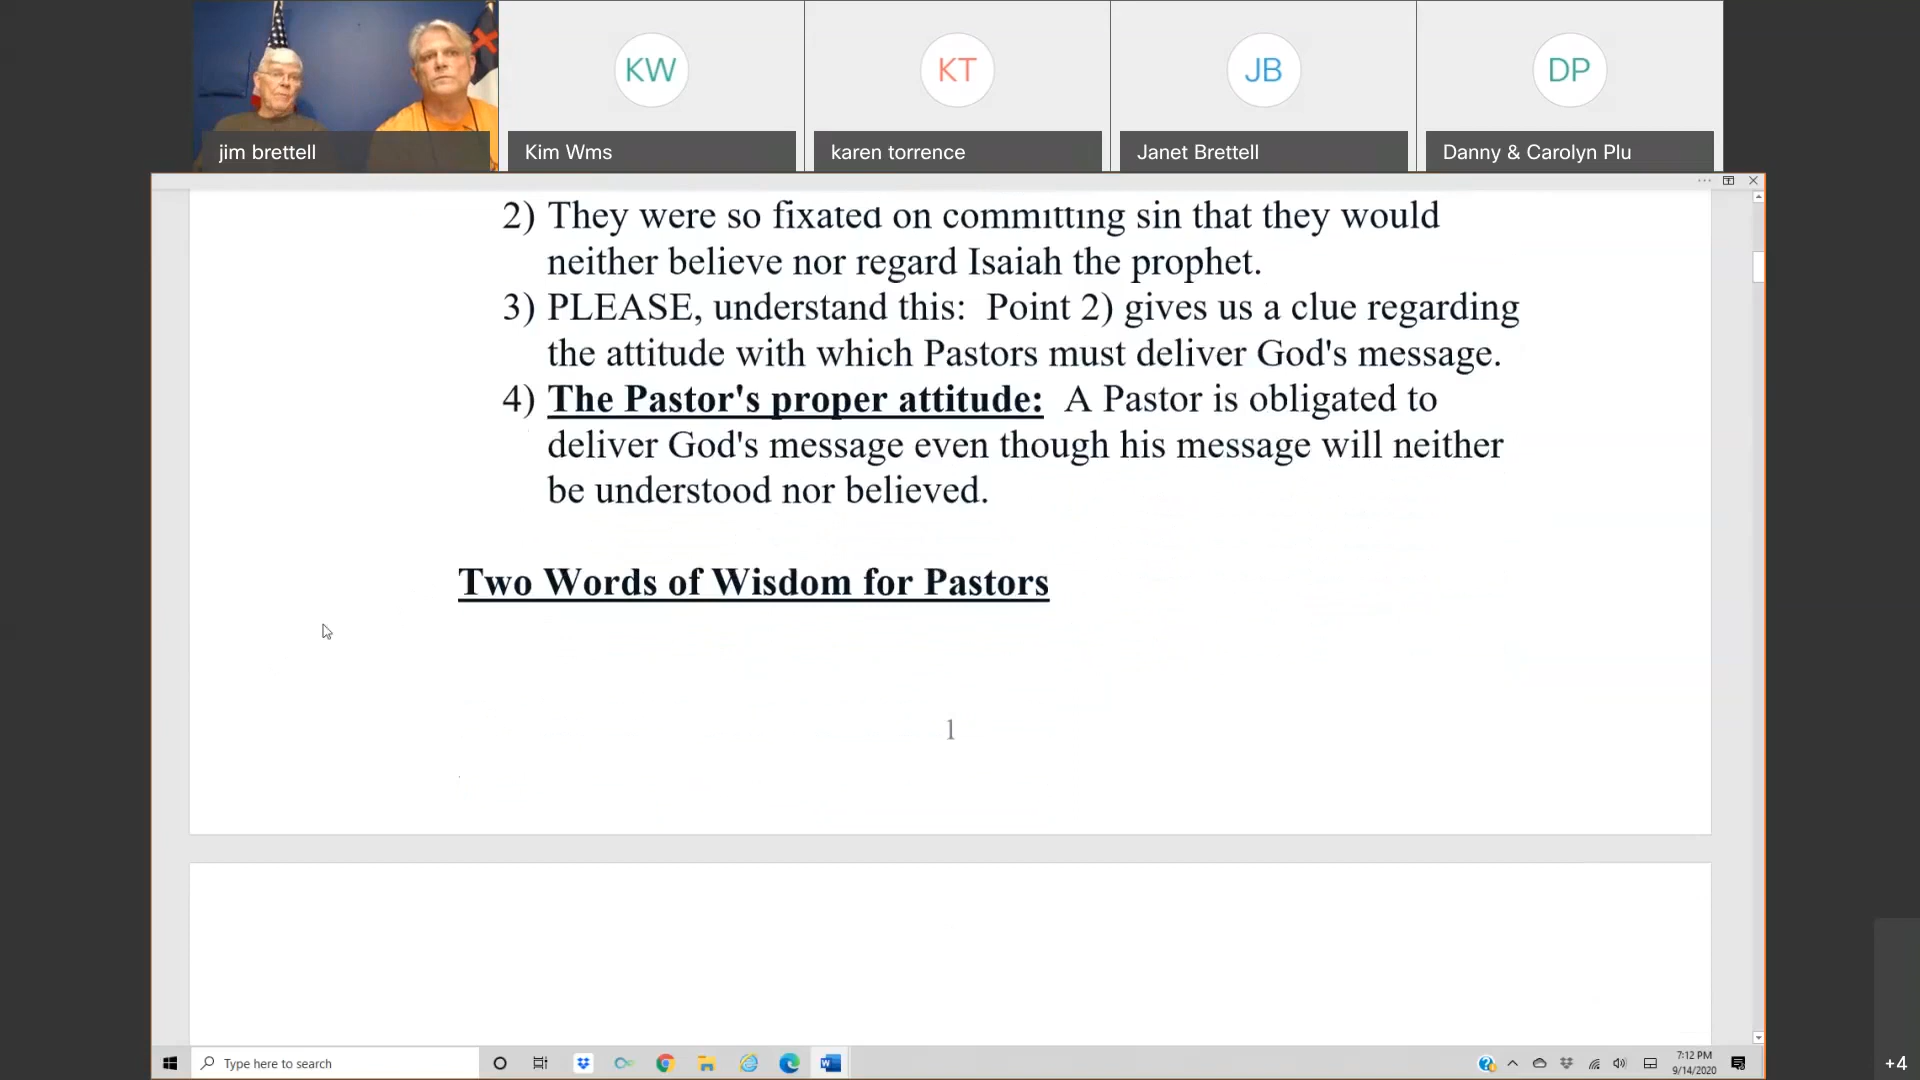 KW
KT
JB
DP
jim brettell
Kim Wms
karen torrence
Janet Brettell
Danny & Carolyn Plu
2) They were so fixated on committing sin that they would
neither believe nor regard Isaiah the prophet.
3) PLEASE, understand this: Point 2) gives us a clue regarding
the attitude with which Pastors must deliver God's message.
4) The Pastor's proper attitude: A Pastor is obligated to
deliver God's message even though his message will neither
be understood nor believed.
Two Words of Wisdom for Pastors
1
Type here to search
7:12 PM
9/14/2020
+4